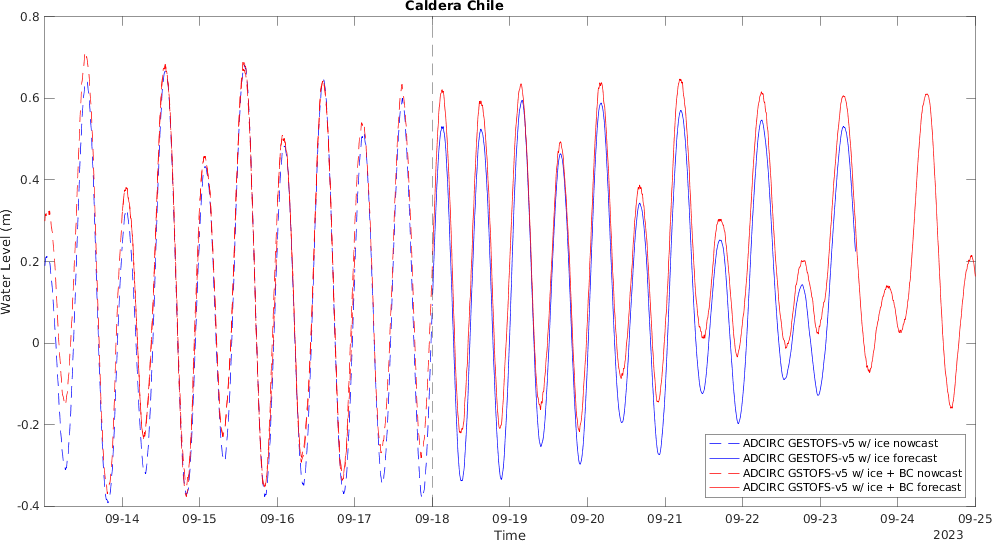 Caldera Chile
0.8
0.6
0.4
0.2
0
-0.2
-0.4
Water Level (m)
09-14
09-15
09-16
09-17
09-18
09-19
09-20
09-21
09-22
09-23
09-24
09-25
Time
2023
ADCIRC GESTOFS-v5 w/ ice nowcast
ADCIRC GESTOFS-v5 w/ ice forecast
ADCIRC GSTOFS-v5 w/ ice + BC nowcast
ADCIRC GSTOFS-v5 w/ ice + BC forecast